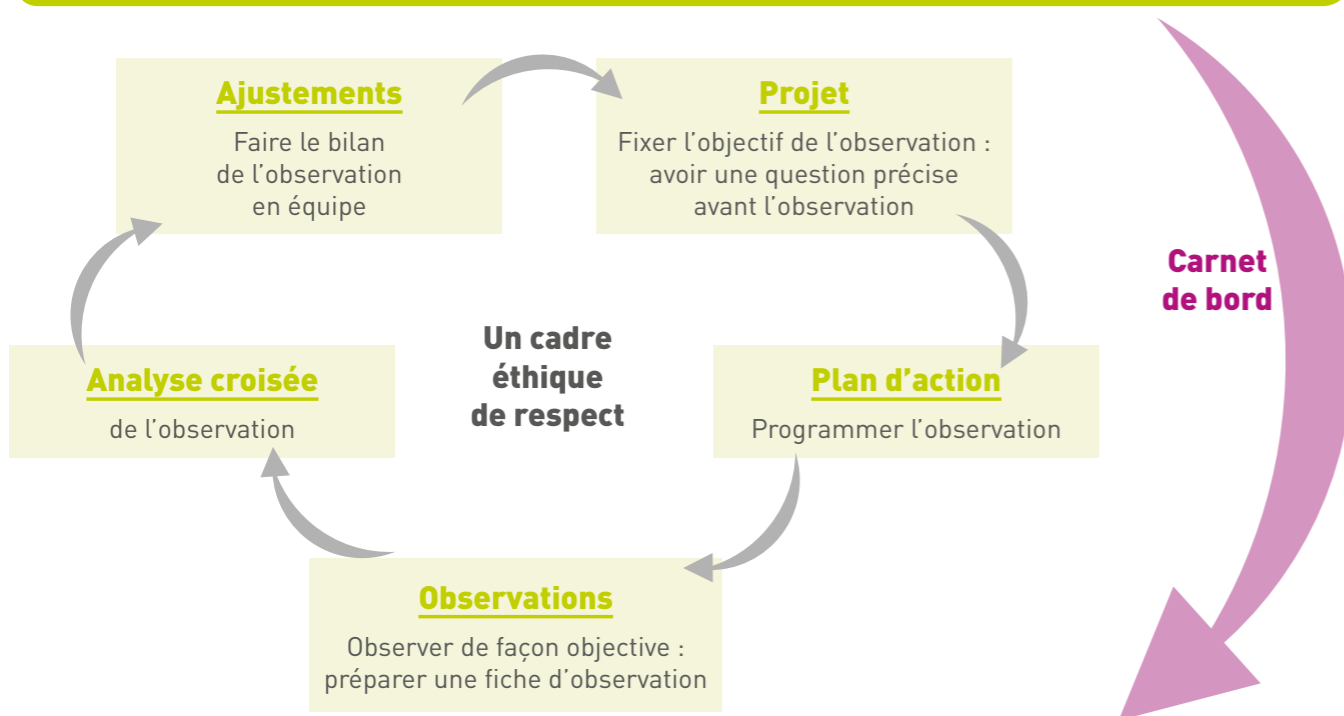 Ajustements
Faire le bilan
de l'observation
en équipe
Projet
Fixer l'objectif de l'observation :
avoir une question précise
avant l'observation
Carnet
de bord
Un cadre
éthique
de respect
Analyse croisée
de l'observation
Plan d'action
Programmer l'observation
Observations
Observer de façon objective :
préparer une fiche d'observation